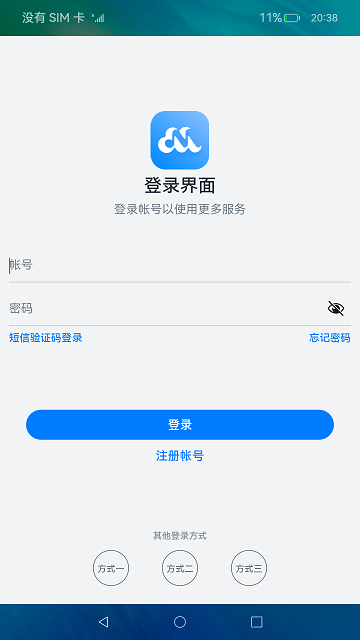 没有 SIM 卡 11% 20:38
登录界面
登录帐号以使用更多服务
帐号
密码
短信验证码登录 忘记密码
登录
注册帐号
其他登录方式
方式一 方式二 方式三